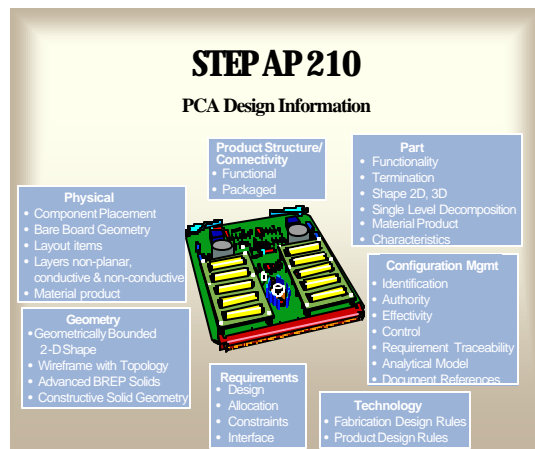 STEP AP 210
PCA Design Information
Product Structure/
Connectivity
• Functional
• Packaged
Part
• Functionality
• Termination
• Shape 2D, 3D
• Single Level Decomposition
• Material Product
• Characteristics
Physical
• Component Placement
• Bare Board Geometry
• Layout items
• Layers non-planar,
conductive & non-conductive
• Material product
Configuration Mgmt
• Identification
• Authority
• Effectivity
• Control
• Requirement Traceability
• Analytical Model
• Document References
Geometry
• Geometrically Bounded
2-D Shape
• Wireframe with Topology
• Advanced BREP Solids
• Constructive Solid Geometry
Requirements
• Design
• Allocation
• Constraints
• Interface
Technology
• Fabrication Design Rules
• Product Design Rules